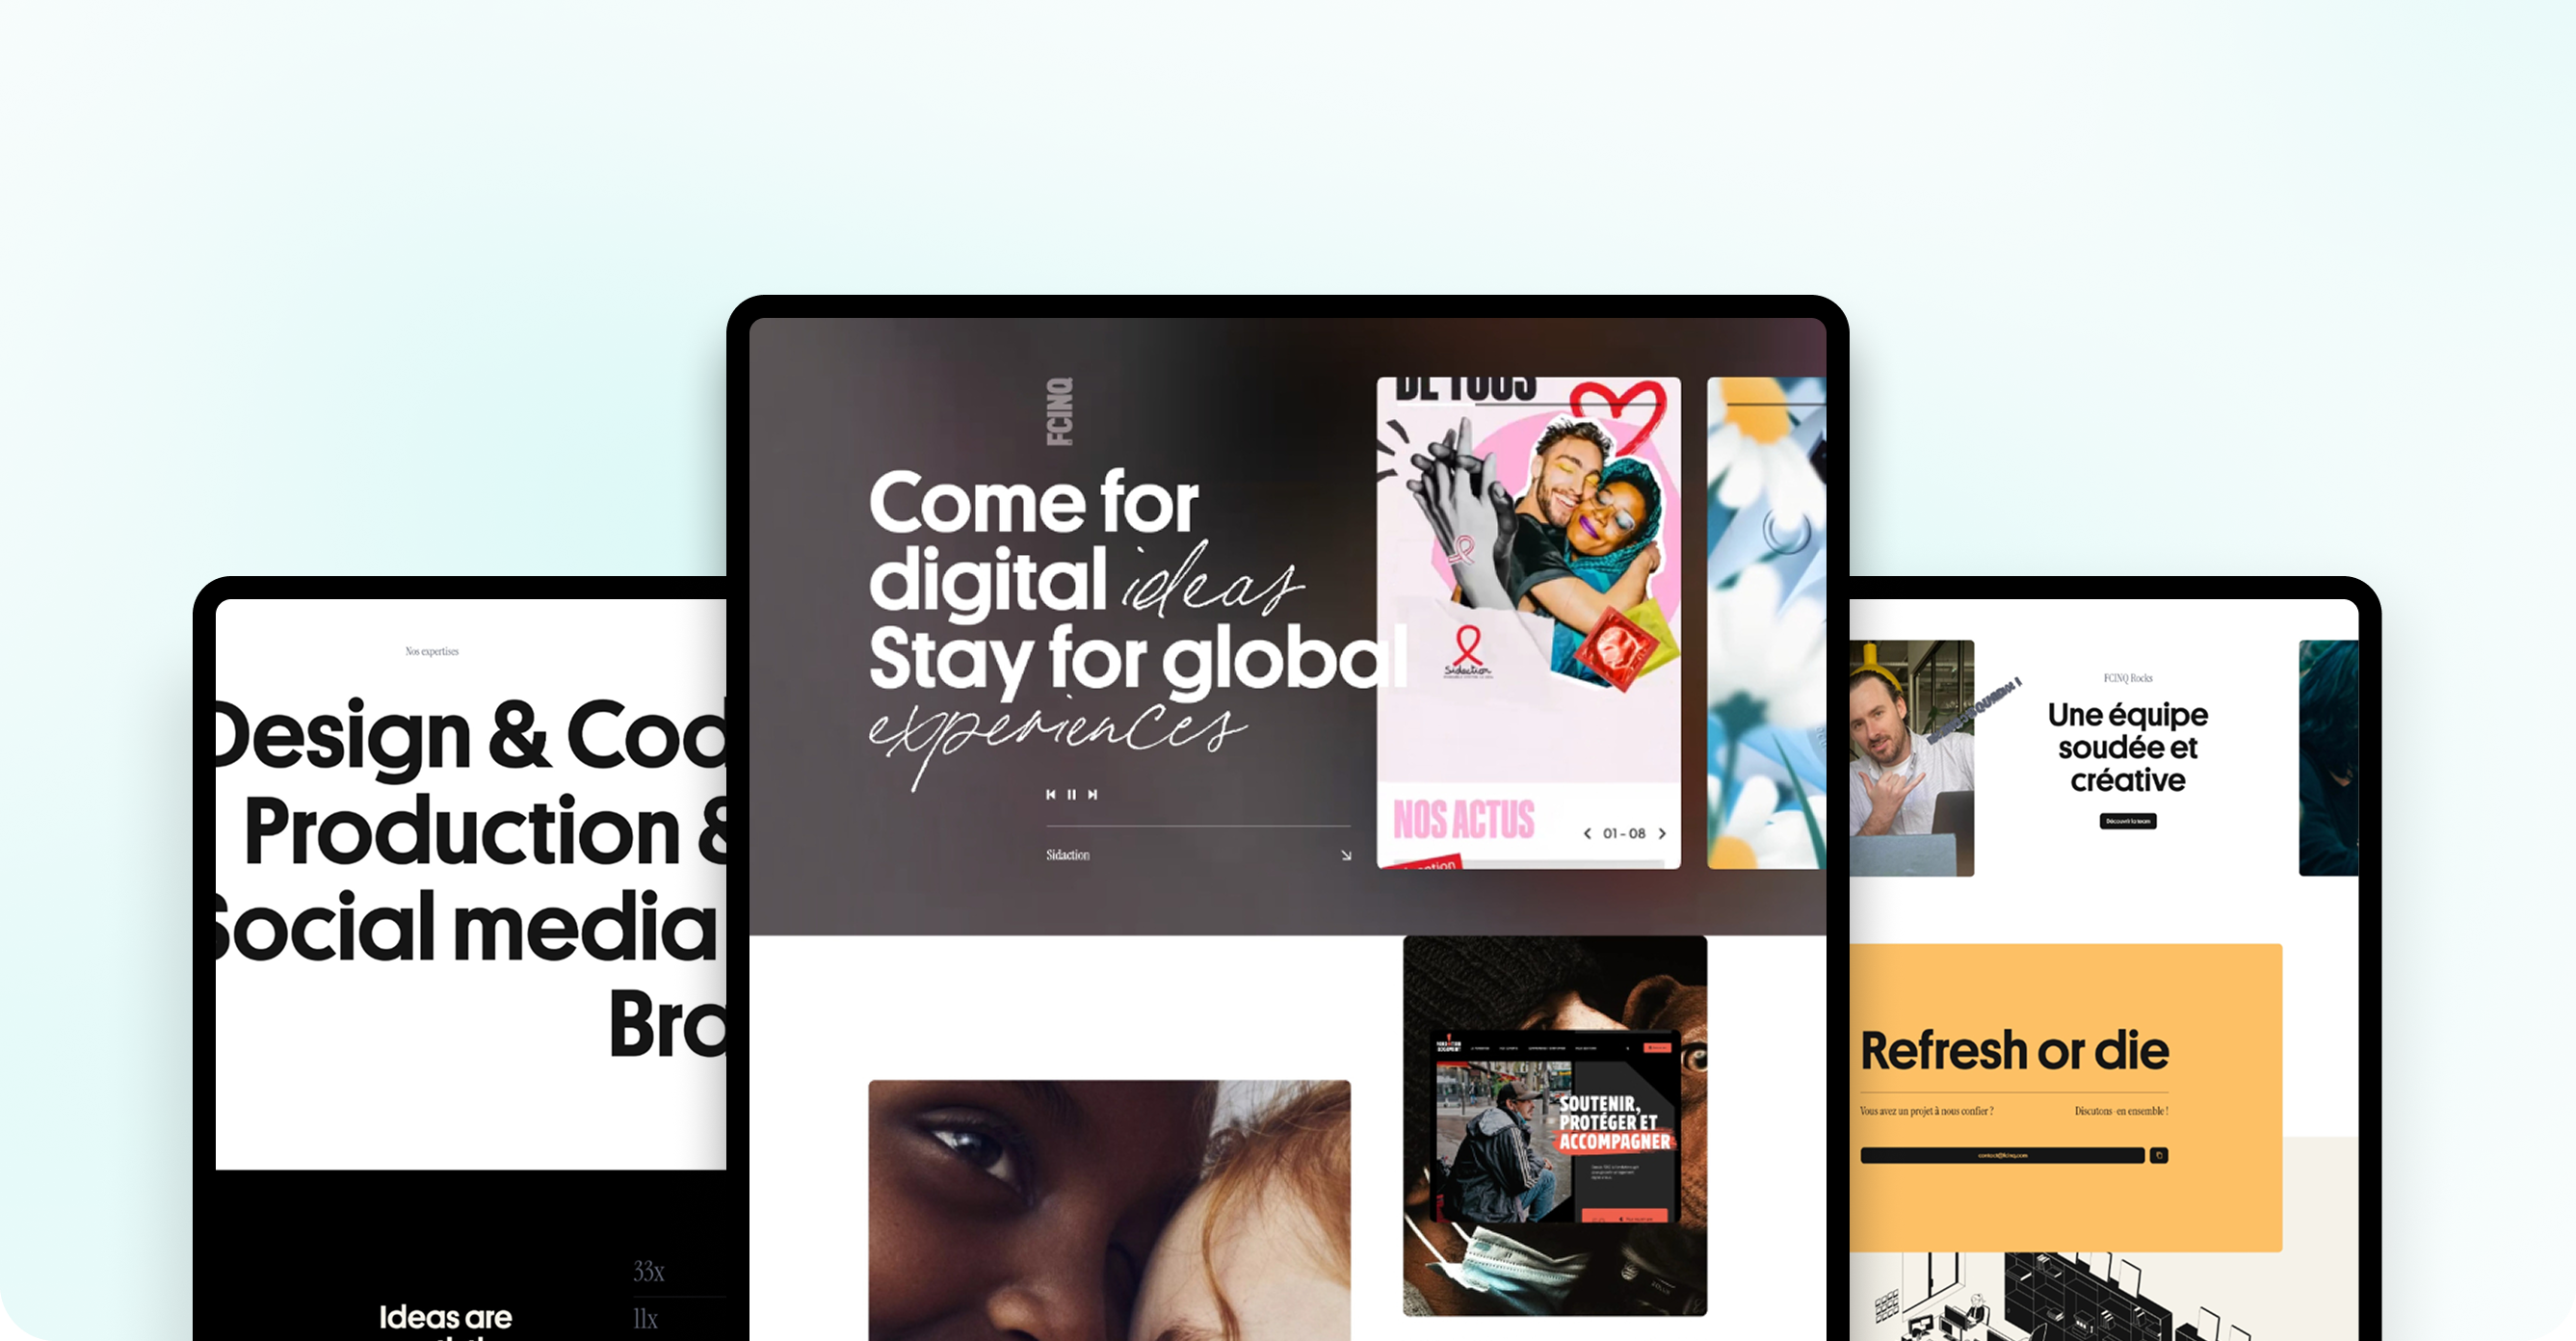 Nos expertises
Design & Cod
Production &
Social media
Bro
Ideas are
33x
11x
FCINQ
Come for
digital ideas
Stay for global
experiences
Sidaction
DE TOUS
Sidaction
NOS ACTUS
01 - 08
SOUTENIR,
PROTÉGER ET
ACCOMPAGNER
FCINQ Rocks
Une équipe
soudée et
créative
Découvrir la team
Refresh or die
Vous avez un projet à nous confier ?
Discutons-en ensemble !
contact@fcinq.com